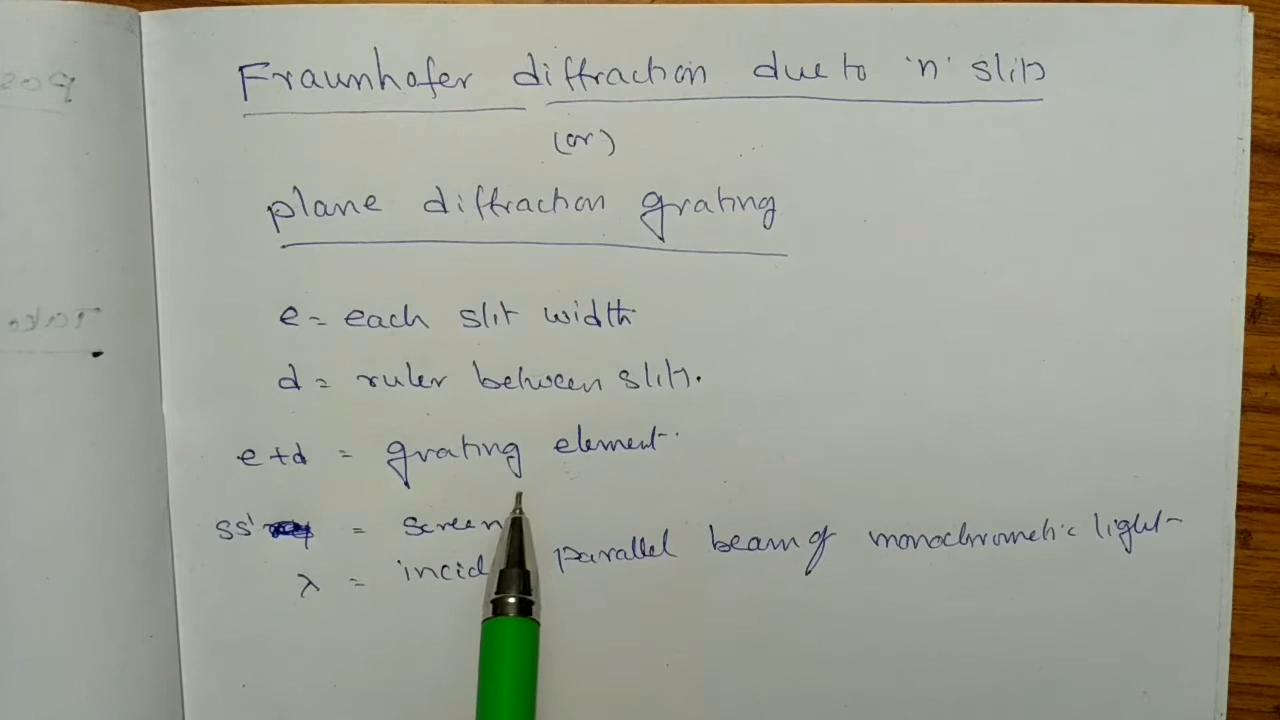 Fraunhofer diffraction due to 'n' slits
(or)
plane diffraction grating
e = each slit width
d = ruler between slits.
e+d = grating element.
SS' = screen
λ = incid parallel beam of monochrometic light